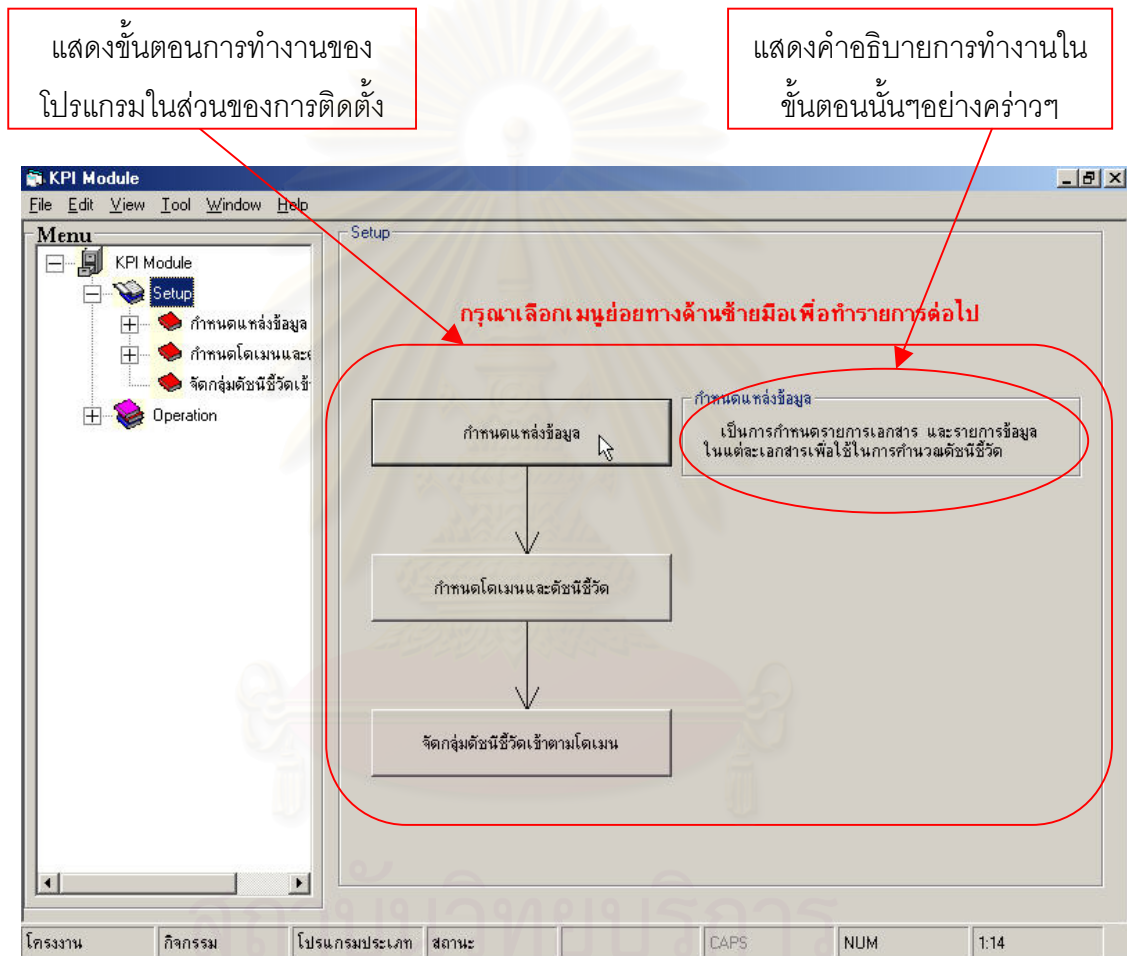 แสดงขั้นตอนการทำงานของ
โปรแกรมในส่วนของการติดตั้ง
แสดงคำอธิบายการทำงานใน
ขั้นตอนนั้นๆอย่างคร่าวๆ
KPI Module
File Edit View Tool Window Help
Menu
KPI Module
Setup
กำหนดแหล่งข้อมูล
กำหนดโดเมนและ
จัดกลุ่มดัชนีชี้วัดเข้
Operation
Setup
กรุณาเลือกเมนูย่อยทางด้านซ้ายมือเพื่อทำรายการต่อไป
กำหนดแหล่งข้อมูล
กำหนดแหล่งข้อมูล
เป็นการกำหนดรายการเอกสาร และรายการข้อมูล
ในแต่ละเอกสารเพื่อใช้ในการคำนวณดัชนีชี้วัด
กำหนดโดเมนและดัชนีชี้วัด
จัดกลุ่มดัชนีชี้วัดเข้าตามโดเมน
สถาบันวิทยบริการ
โครงงาน กิจกรรม โปรแกรมประเภท สถานะ CAPS NUM 1:14